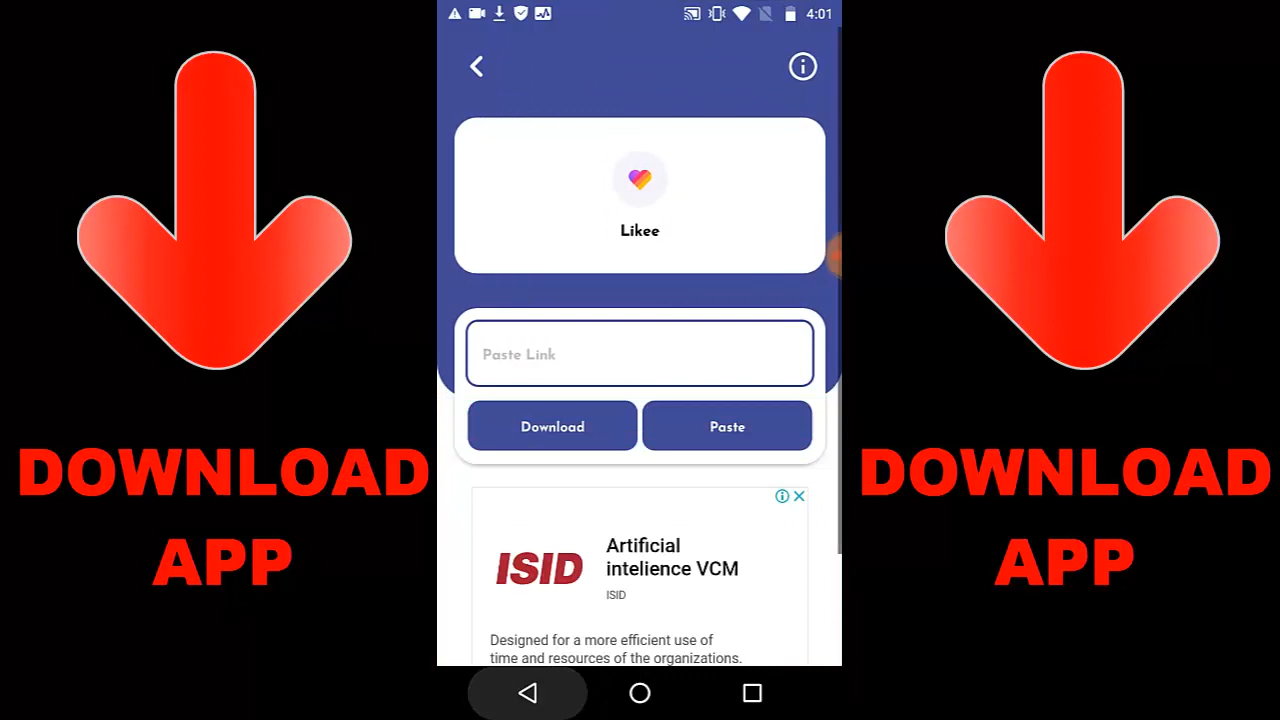 4:01
Likee
Paste Link
Download Paste
ISID
Artificial
intelience VCM
ISID
Designed for a more efficient use of
time and resources of the organizations.
DOWNLOAD
APP
DOWNLOAD
APP